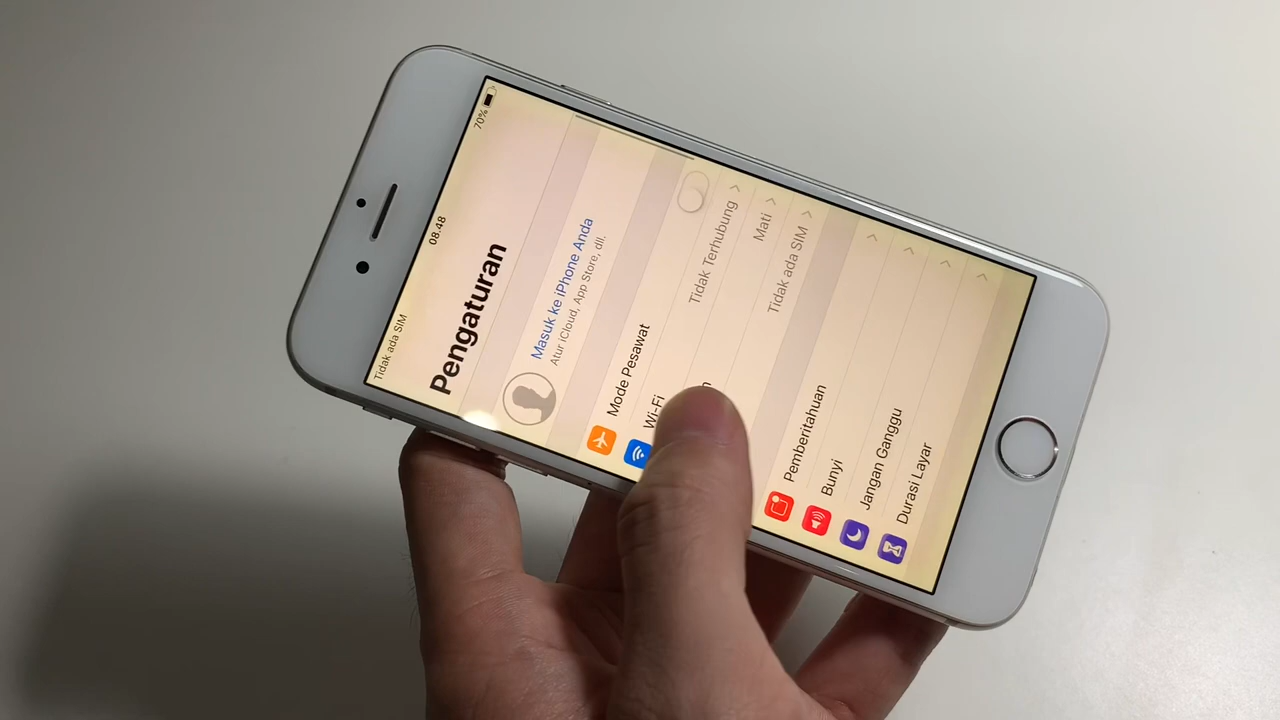 Tidak ada SIM 08.48 70%
Pengaturan
Masuk ke iPhone Anda
Atur iCloud, App Store, dll.
Mode Pesawat
Wi-Fi Tidak Terhubung
Mati
Tidak ada SIM
Pemberitahuan
Bunyi
Jangan Ganggu
Durasi Layar